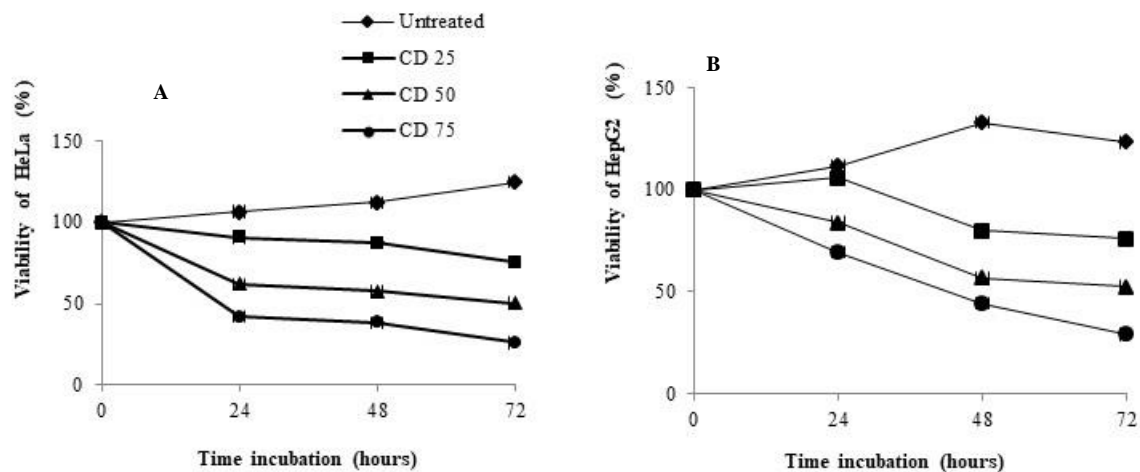 Untreated
CD 25
CD 50
CD 75
A
Viability of HeLa (%)
150
100
50
0
0 24 48 72
Time incubation (hours)
B
Viability of HepG2 (%)
150
100
50
0
0 24 48 72
Time incubation (hours)